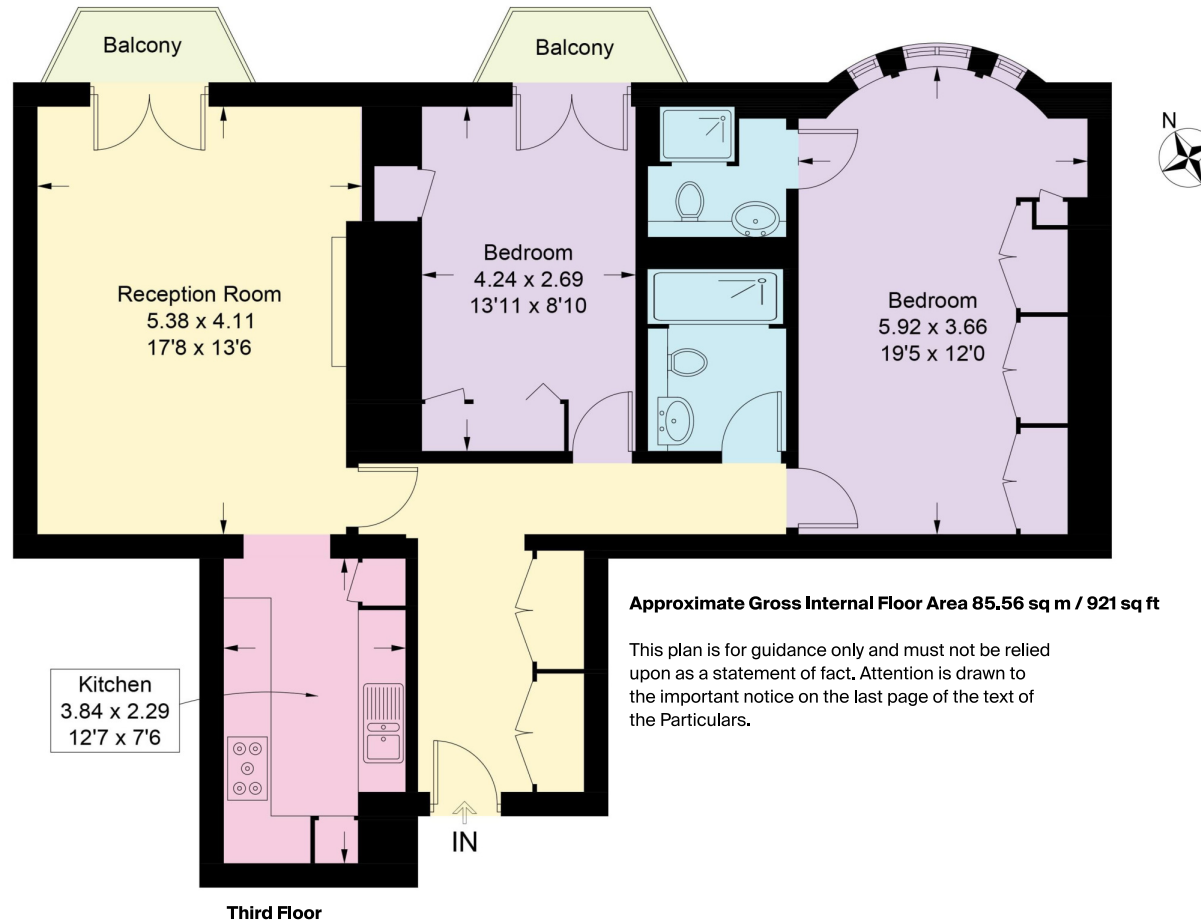 Balcony
Balcony
N
Reception Room
5.38 x 4.11
17'8 x 13'6
Bedroom
4.24 x 2.69
13'11 x 8'10
Bedroom
5.92 x 3.66
19'5 x 12'0
Kitchen
3.84 x 2.29
12'7 x 7'6
IN
Approximate Gross Internal Floor Area 85.56 sq m / 921 sq ft
This plan is for guidance only and must not be relied
upon as a statement of fact. Attention is drawn to
the important notice on the last page of the text of
the Particulars.
Third Floor